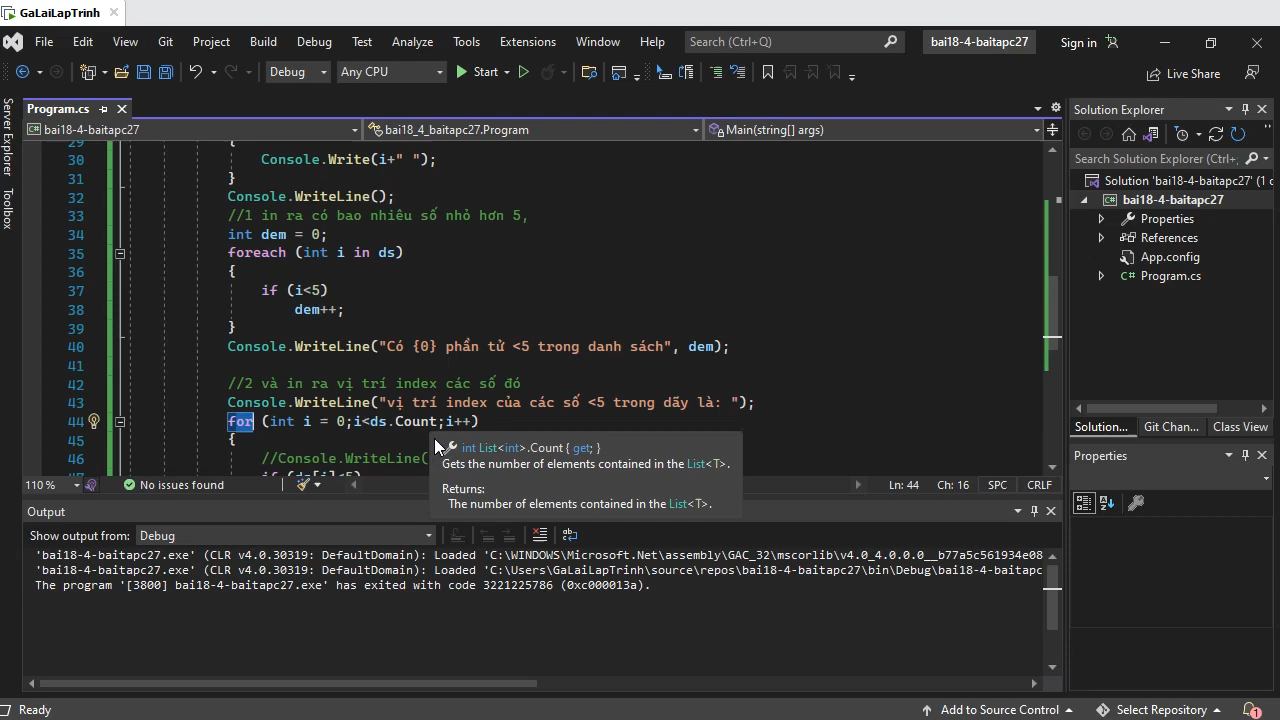 GaLaiLapTrinh
File Edit View Git Project Build Debug Test Analyze Tools Extensions Window Help Search (Ctrl+Q) bai18-4-baitapc27 Sign in
Debug Any CPU Start Live Share
Server Explorer
Toolbox
Program.cs
bai18-4-baitapc27 bai18_4_baitapc27.Program Main(string[] args)
29 {
30 Console.Write(i+" ");
31 }
32 Console.WriteLine();
33 //1 in ra có bao nhiêu số nhỏ hơn 5,
34 int dem = 0;
35 foreach (int i in ds)
36 {
37 if (i<5)
38 dem++;
39 }
40 Console.WriteLine("Có {0} phần tử <5 trong danh sách", dem);
41
42 //2 và in ra vị trí index các số đó
43 Console.WriteLine("vị trí index của các số <5 trong dãy là: ");
44 for (int i = 0;i<ds.Count;i++)
45 {
46 //Console.WriteLine(
47 if (ds[i]<5)
int List<int>.Count { get; }
Gets the number of elements contained in the List<T>.
Returns:
The number of elements contained in the List<T>.
110 % No issues found Ln: 44 Ch: 16 SPC CRLF
Output
Show output from: Debug
'bai18-4-baitapc27.exe' (CLR v4.0.30319: DefaultDomain): Loaded 'C:\WINDOWS\Microsoft.Net\assembly\GAC_32\mscorlib\v4.0_4.0.0.0__b77a5c561934e08
'bai18-4-baitapc27.exe' (CLR v4.0.30319: DefaultDomain): Loaded 'C:\Users\GaLaiLapTrinh\source\repos\bai18-4-baitapc27\bin\Debug\bai18-4-baitapc
The program '[3800] bai18-4-baitapc27.exe' has exited with code 3221225786 (0xc000013a).
Solution Explorer
Search Solution Explorer (Ctrl+;
Solution 'bai18-4-baitapc27' (1 c
bai18-4-baitapc27
Properties
References
App.config
Program.cs
Solution... Git Chan... Class View
Properties
Ready Add to Source Control Select Repository 1